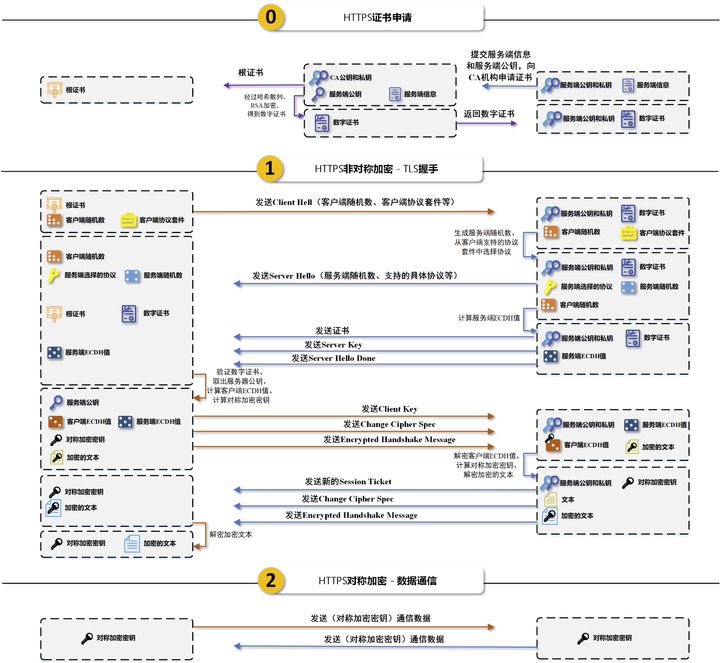 0
HTTPS证书申请
提交服务端信息
和服务端公钥，向
CA机构申请证书
根证书
根证书
CA公钥和私钥
服务端公钥
服务端信息
服务端公钥和私钥
服务端信息
经过哈希散列、
RSA加密，
得到数字证书
数字证书
返回数字证书
服务端公钥和私钥
数字证书
1
HTTPS非对称加密 - TLS握手
根证书
客户端随机数
客户端协议套件
发送Client Hell（客户端随机数、客户端协议套件等）
服务端公钥和私钥
数字证书
客户端随机数
客户端协议套件
生成服务端随机数、
从客户端支持的协议
套件中选择协议
客户端随机数
服务端选择的协议
服务端随机数
根证书
数字证书
服务端ECDH值
发送Server Hello（服务端随机数、支持的具体协议等）
服务端公钥和私钥
数字证书
服务端选择的协议
服务端随机数
客户端随机数
计算服务端ECDH值
发送证书
发送Server Key
发送Server Hello Done
服务端公钥和私钥
数字证书
服务端ECDH值
验证数字证书、
取出服务器公钥，
计算客户端ECDH值、
计算对称加密密钥
服务端公钥
客户端ECDH值
服务端ECDH值
对称加密密钥
加密的文本
发送Client Key
发送Change Cipher Spec
发送Encrypted Handshake Message
服务端公钥和私钥
服务端ECDH值
客户端ECDH值
加密的文本
解密客户端ECDH值、
计算对称加密密钥、
解密加密的文本
对称加密密钥
加密的文本
发送新的Session Ticket
发送Change Cipher Spec
发送Encrypted Handshake Message
服务端公钥和私钥
对称加密密钥
文本
加密的文本
解密加密文本
对称加密密钥
加密的文本
2
HTTPS对称加密 - 数据通信
对称加密密钥
发送（对称加密密钥）通信数据
发送（对称加密密钥）通信数据
对称加密密钥